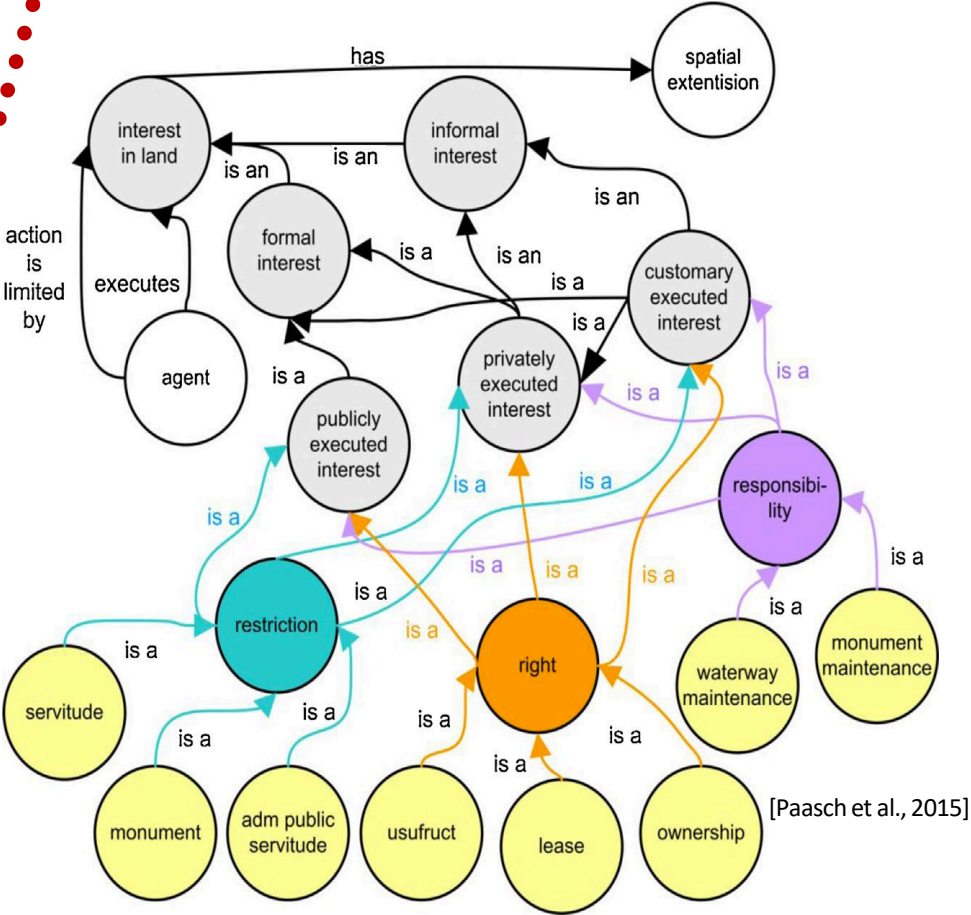 has
spatial
extentision
interest
in land
informal
interest
is an
is an
is an
action
is
limited
by
executes
formal
interest
is a
is an
is a
customary
executed
interest
is a
agent
is a
privately
executed
interest
is a
is a
publicly
executed
interest
is a
is a
responsibi-
lity
is a
is a
is a
is a
is a
is a
is a
restriction
is a
is a
right
waterway
maintenance
monument
maintenance
is a
servitude
is a
is a
is a
is a
is a
monument
adm public
servitude
usufruct
lease
ownership
[Paasch et al., 2015]